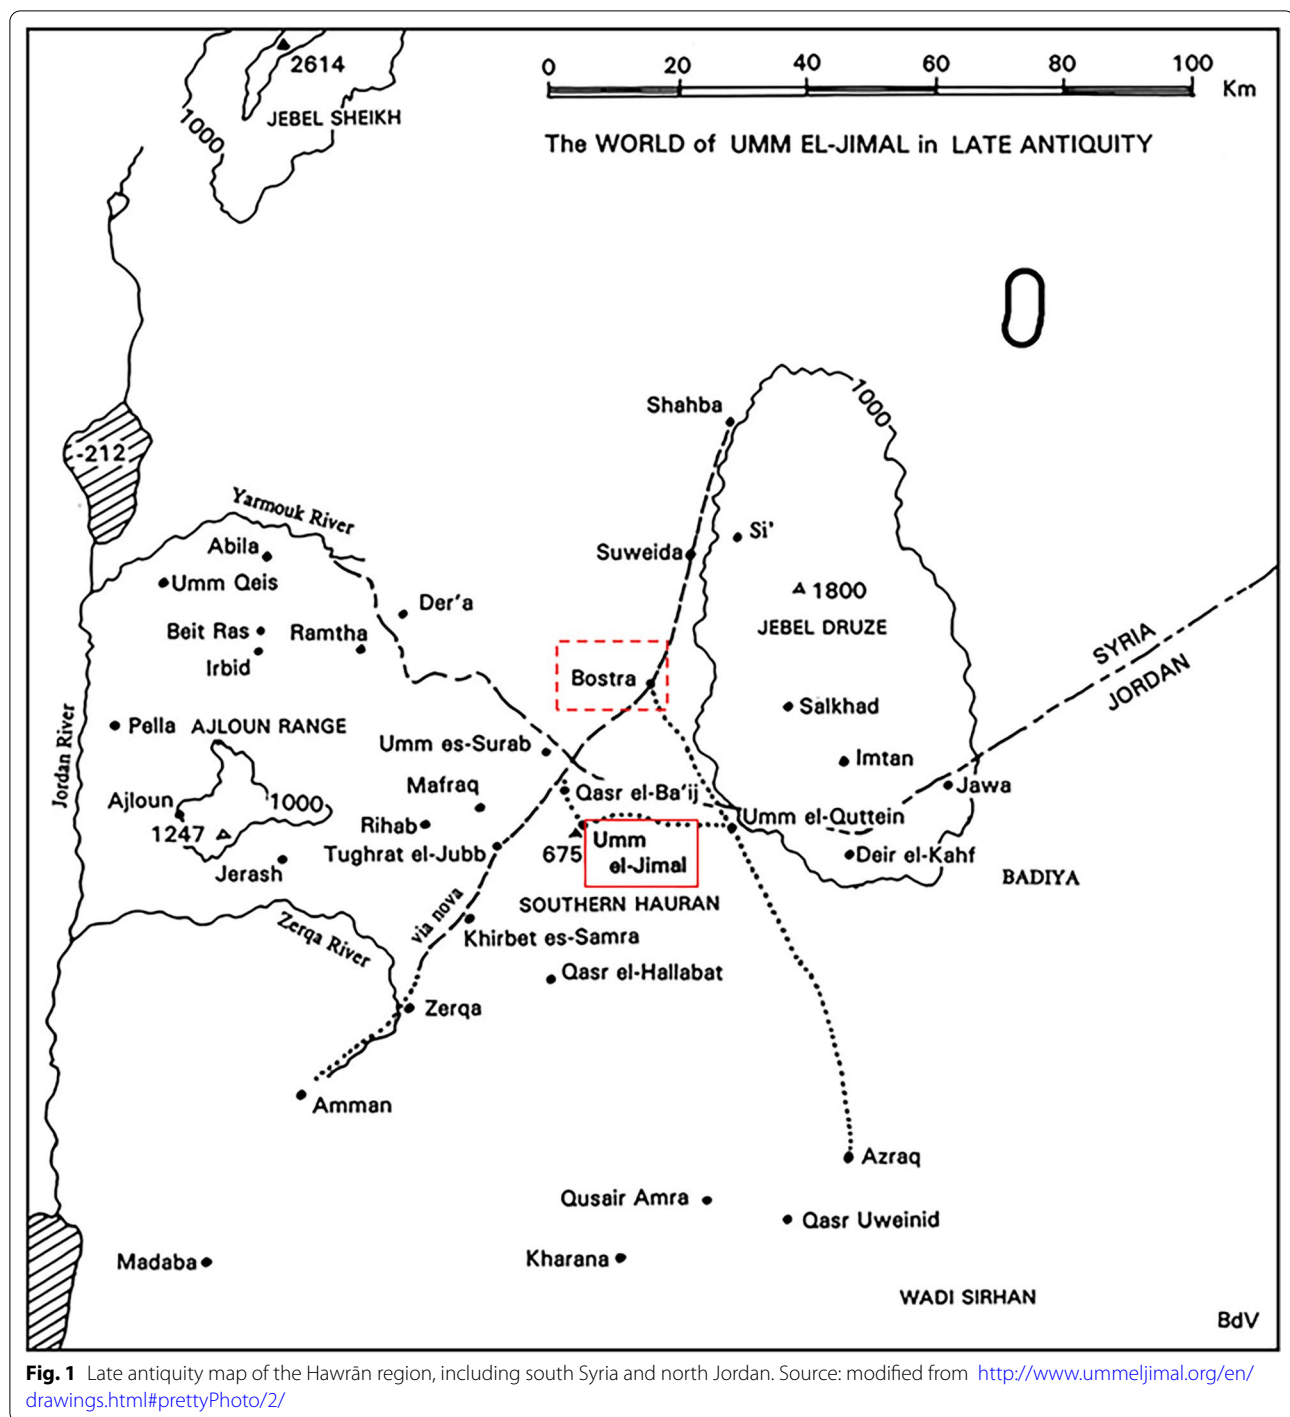 2614
JEBEL SHEIKH
1000
0 20 40 60 80 100
Km
The WORLD of UMM EL-JIMAL in LATE ANTIQUITY
1000
Shahba
-212
Yarmouk River
Abila
Umm Qeis
Der'a
Suweida
Si'
1800
JEBEL DRUZE
Beit Ras
Ramtha
Irbid
SYRIA
JORDAN
Bostra
Salkhad
Pella
AJLOUN RANGE
Jordan River
Umm es-Surab
Imtan
Mafraq
Qasr el-Ba'ij
Jawa
Ajloun
1000
1247
Rihab
Umm el-Quttein
Tughrat el-Jubb
675
Umm
el-Jimal
Deir el-Kahf
Jerash
BADIYA
SOUTHERN HAURAN
via nova
Zerqa River
Khirbet es-Samra
Qasr el-Hallabat
Zerqa
Amman
Azraq
Qusair Amra
Qasr Uweinid
Madaba
Kharana
WADI SIRHAN
BdV
Fig. 1 Late antiquity map of the Hawrān region, including south Syria and north Jordan. Source: modified from http://www.ummeljimal.org/en/
drawings.html#prettyPhoto/2/